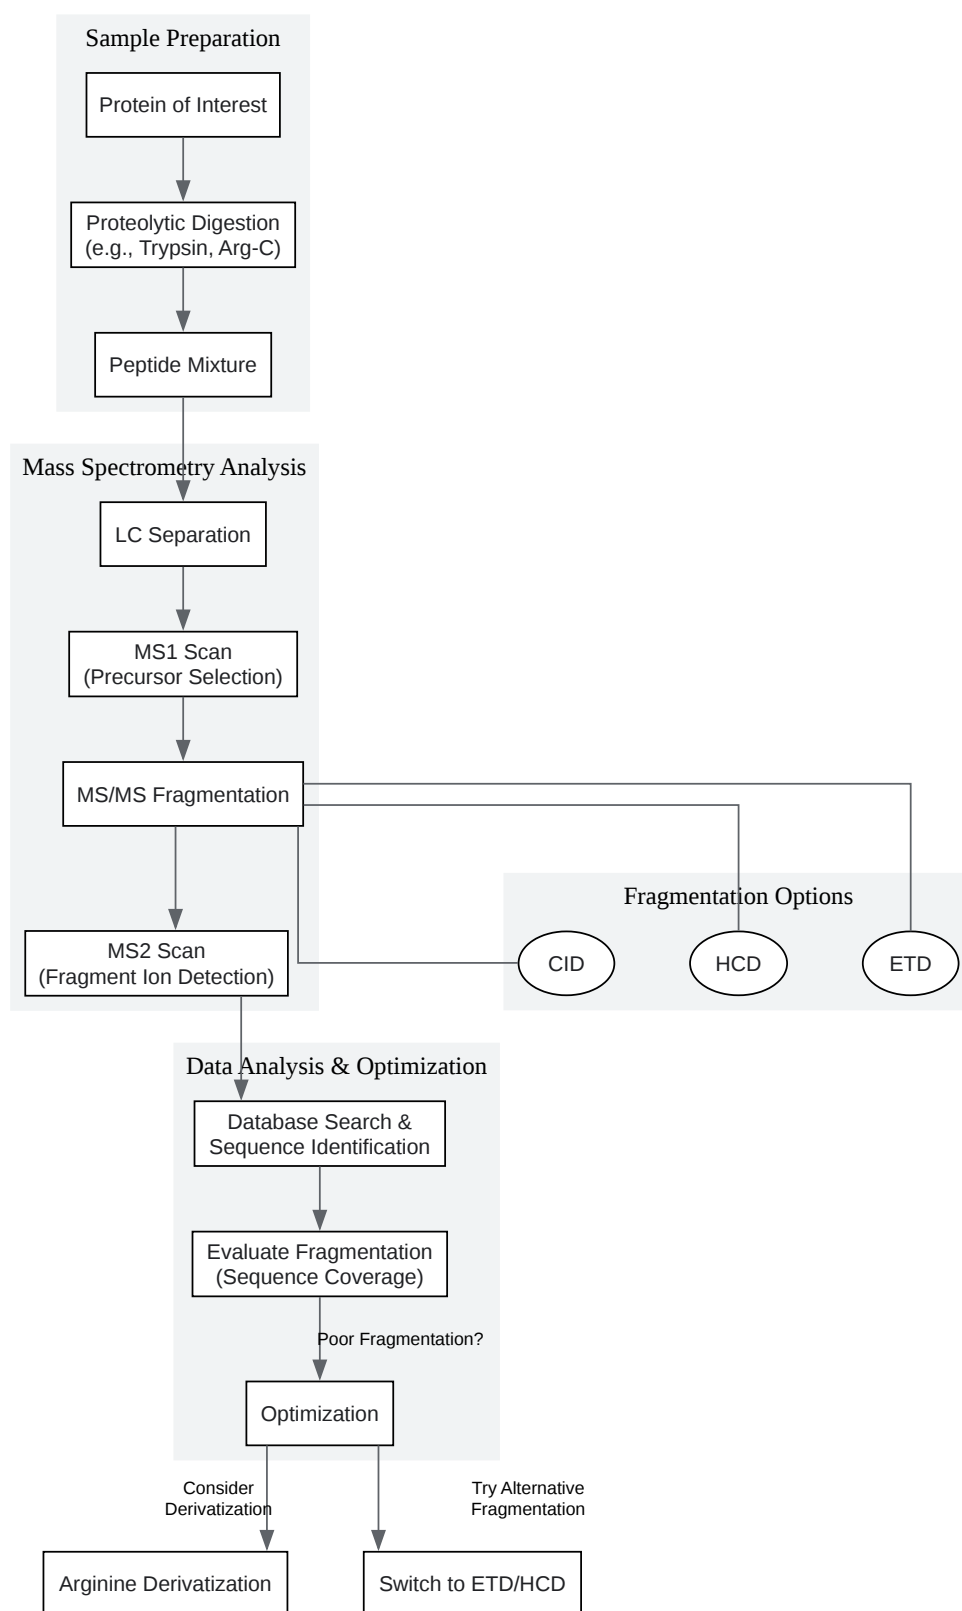 Sample Preparation
Protein of Interest
Proteolytic Digestion
(e.g., Trypsin, Arg-C)
Peptide Mixture
Mass Spectrometry Analysis
LC Separation
MS1 Scan
(Precursor Selection)
MS/MS Fragmentation
Fragmentation Options
MS2 Scan
(Fragment Ion Detection)
CID
HCD
ETD
Data Analysis & Optimization
Database Search &
Sequence Identification
Evaluate Fragmentation
(Sequence Coverage)
Poor Fragmentation?
Optimization
Consider
Derivatization
Try Alternative
Fragmentation
Arginine Derivatization
Switch to ETD/HCD